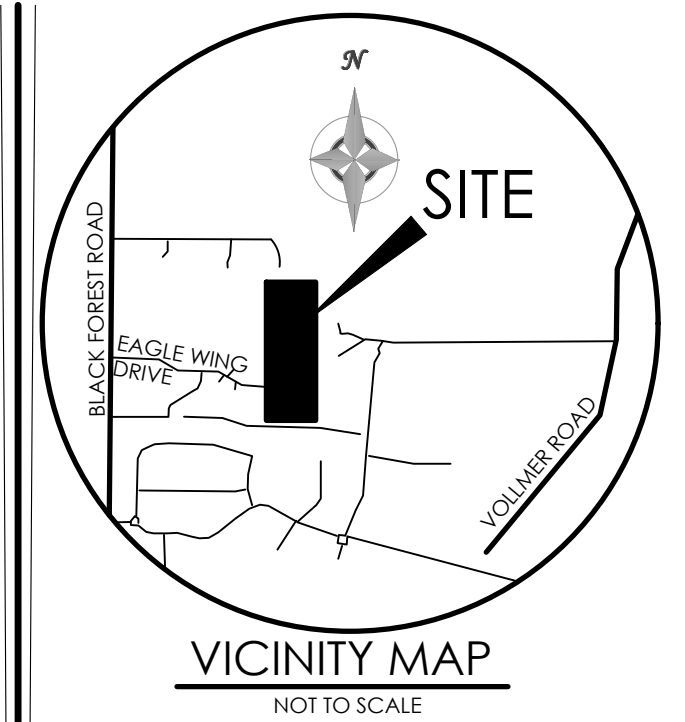 N
SITE
BLACK FOREST ROAD
EAGLE WING
DRIVE
VOLLMER ROAD
VICINITY MAP
NOT TO SCALE